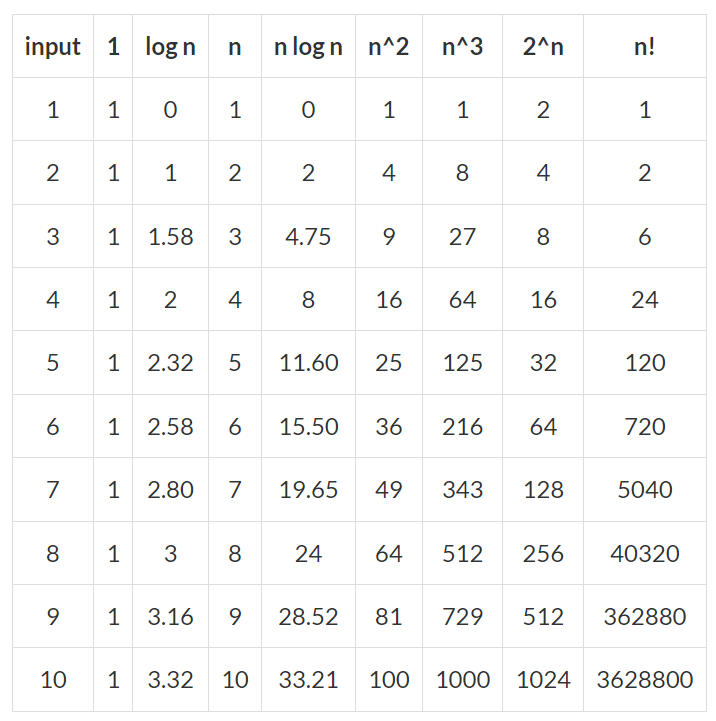 input 1 log n n n log n n^2 n^3 2^n n!
1 1 0 1 0 1 1 2 1
2 1 1 2 2 4 8 4 2
3 1 1.58 3 4.75 9 27 8 6
4 1 2 4 8 16 64 16 24
5 1 2.32 5 11.60 25 125 32 120
6 1 2.58 6 15.50 36 216 64 720
7 1 2.80 7 19.65 49 343 128 5040
8 1 3 8 24 64 512 256 40320
9 1 3.16 9 28.52 81 729 512 362880
10 1 3.32 10 33.21 100 1000 1024 3628800